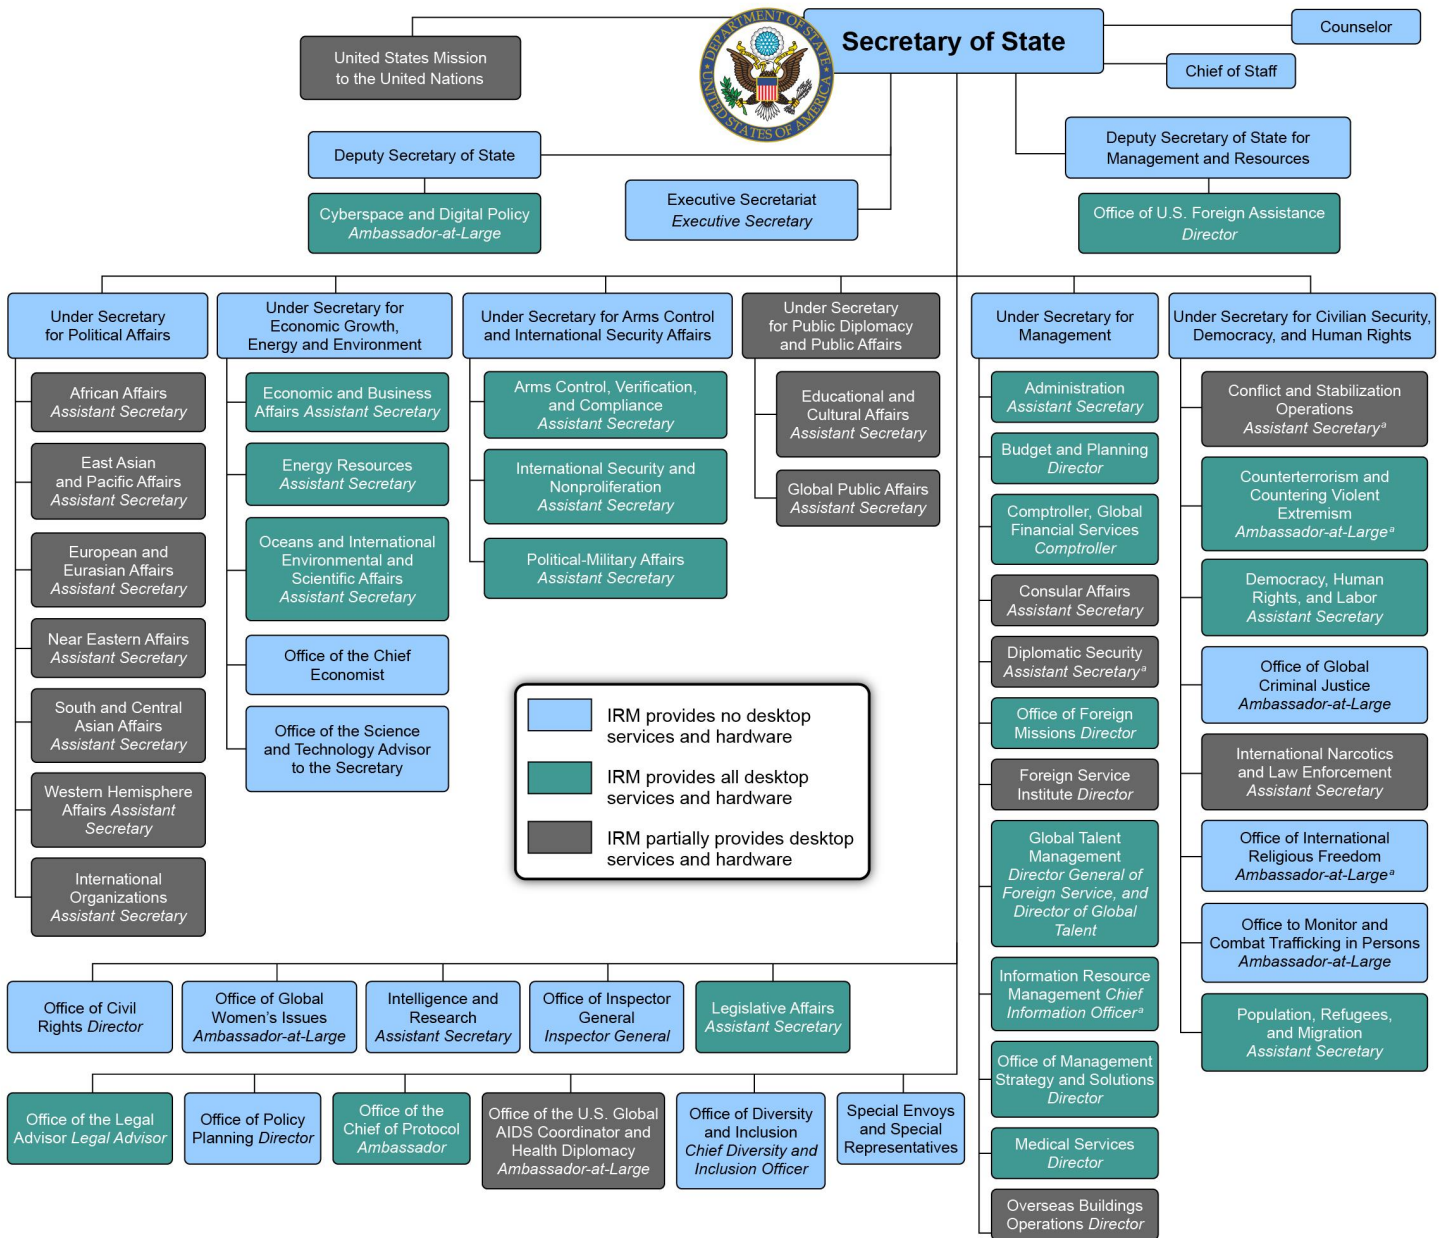 DEPARTMENT OF STATE
UNITED STATES OF AMERICA
Secretary of State
Counselor
Chief of Staff
United States Mission
to the United Nations
Deputy Secretary of State
Cyberspace and Digital Policy
Ambassador-at-Large
Executive Secretariat
Executive Secretary
Deputy Secretary of State for
Management and Resources
Office of U.S. Foreign Assistance
Director
Under Secretary
for Political Affairs
African Affairs
Assistant Secretary
East Asian
and Pacific Affairs
Assistant Secretary
European and
Eurasian Affairs
Assistant Secretary
Near Eastern Affairs
Assistant Secretary
South and Central
Asian Affairs
Assistant Secretary
Western Hemisphere
Affairs Assistant
Secretary
International
Organizations
Assistant Secretary
Under Secretary for
Economic Growth,
Energy and Environment
Economic and Business
Affairs Assistant Secretary
Energy Resources
Assistant Secretary
Oceans and International
Environmental and
Scientific Affairs
Assistant Secretary
Office of the Chief
Economist
Office of the Science
and Technology Advisor
to the Secretary
Under Secretary for Arms Control
and International Security Affairs
Arms Control, Verification,
and Compliance
Assistant Secretary
International Security and
Nonproliferation
Assistant Secretary
Political-Military Affairs
Assistant Secretary
Under Secretary
for Public Diplomacy
and Public Affairs
Educational and
Cultural Affairs
Assistant Secretary
Global Public Affairs
Assistant Secretary
Under Secretary for
Management
Administration
Assistant Secretary
Budget and Planning
Director
Comptroller, Global
Financial Services
Comptroller
Consular Affairs
Assistant Secretary
Diplomatic Security
Assistant Secretaryᵃ
Office of Foreign
Missions Director
Foreign Service
Institute Director
Global Talent
Management
Director General of
Foreign Service, and
Director of Global
Talent
Information Resource
Management Chief
Information Officerᵃ
Office of Management
Strategy and Solutions
Director
Medical Services
Director
Overseas Buildings
Operations Director
Under Secretary for Civilian Security,
Democracy, and Human Rights
Conflict and Stabilization
Operations
Assistant Secretaryᵃ
Counterterrorism and
Countering Violent
Extremism
Ambassador-at-Largeᵃ
Democracy, Human
Rights, and Labor
Assistant Secretary
Office of Global
Criminal Justice
Ambassador-at-Large
International Narcotics
and Law Enforcement
Assistant Secretary
Office of International
Religious Freedom
Ambassador-at-Largeᵃ
Office to Monitor and
Combat Trafficking in Persons
Ambassador-at-Large
Population, Refugees,
and Migration
Assistant Secretary
IRM provides no desktop
services and hardware
IRM provides all desktop
services and hardware
IRM partially provides desktop
services and hardware
Office of Civil
Rights Director
Office of Global
Women's Issues
Ambassador-at-Large
Intelligence and
Research
Assistant Secretary
Office of Inspector
General
Inspector General
Legislative Affairs
Assistant Secretary
Office of the Legal
Advisor Legal Advisor
Office of Policy
Planning Director
Office of the
Chief of Protocol
Ambassador
Office of the U.S. Global
AIDS Coordinator and
Health Diplomacy
Ambassador-at-Large
Office of Diversity
and Inclusion
Chief Diversity and
Inclusion Officer
Special Envoys
and Special
Representatives